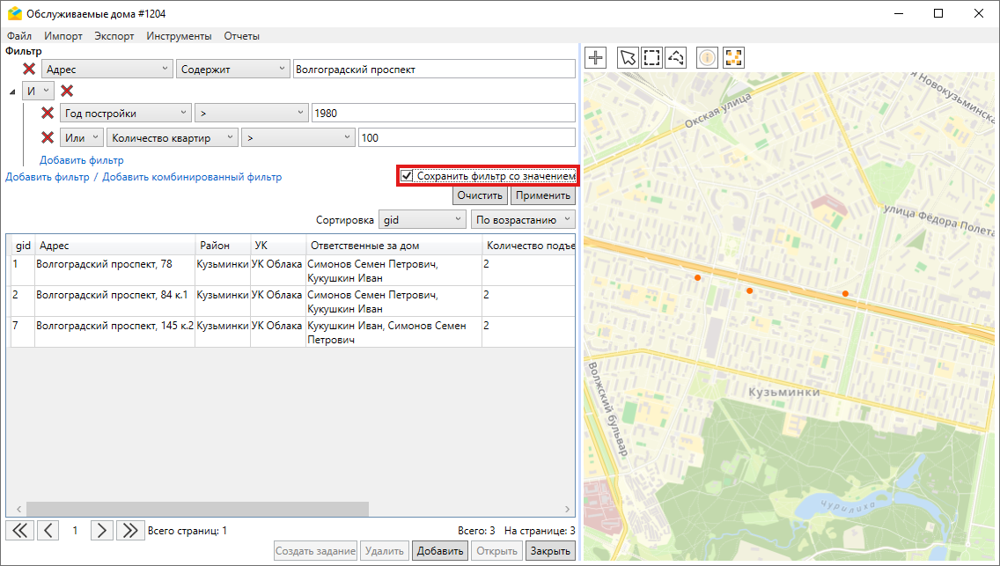 Обслуживаемые дома #1204
Файл Импорт Экспорт Инструменты Отчеты
Фильтр
Адрес Содержит Волгоградский проспект
И
Год постройки > 1980
Или Количество квартир > 100
Добавить фильтр
Добавить фильтр / Добавить комбинированный фильтр
Сохранить фильтр со значением
Очистить Применить
Сортировка gid По возрастанию
gid Адрес Район УК Ответственные за дом Количество подъе
1 Волгоградский проспект, 78 Кузьминки УК Облака Симонов Семен Петрович, 2
Кукушкин Иван
2 Волгоградский проспект, 84 к.1 Кузьминки УК Облака Симонов Семен Петрович, 2
Кукушкин Иван
7 Волгоградский проспект, 145 к.2 Кузьминки УК Облака Кукушкин Иван, Симонов Семен 2
Петрович
1 Всего страниц: 1 Всего: 3 На странице: 3
Создать задание Удалить Добавить Открыть Закрыть
Окская улица
я Новокузьминская
улица Фёдора Полета
Волжский бульвар
Кузьминки
Чурилиха